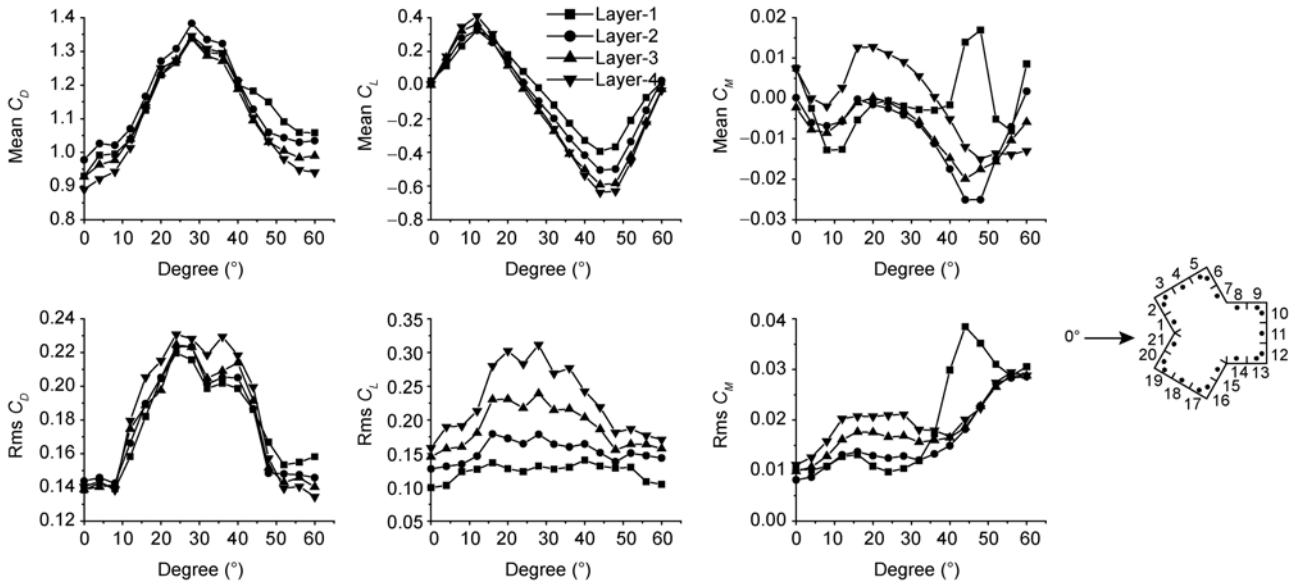 Mean C_D
1.4
1.3
1.2
1.1
1.0
0.9
0.8
0 10 20 30 40 50 60
Degree (°)
Mean C_L
0.4
0.2
0.0
−0.2
−0.4
−0.6
−0.8
0 10 20 30 40 50 60
Degree (°)
Layer-1
Layer-2
Layer-3
Layer-4
Mean C_M
0.02
0.01
0.00
−0.01
−0.02
−0.03
0 10 20 30 40 50 60
Degree (°)
Rms C_D
0.24
0.22
0.20
0.18
0.16
0.14
0.12
0 10 20 30 40 50 60
Degree (°)
Rms C_L
0.35
0.30
0.25
0.20
0.15
0.10
0.05
0 10 20 30 40 50 60
Degree (°)
Rms C_M
0.04
0.03
0.02
0.01
0.00
0 10 20 30 40 50 60
Degree (°)
0°
1
2
3
4
5
6
7
8
9
10
11
12
13
14
15
16
17
18
19
20
21